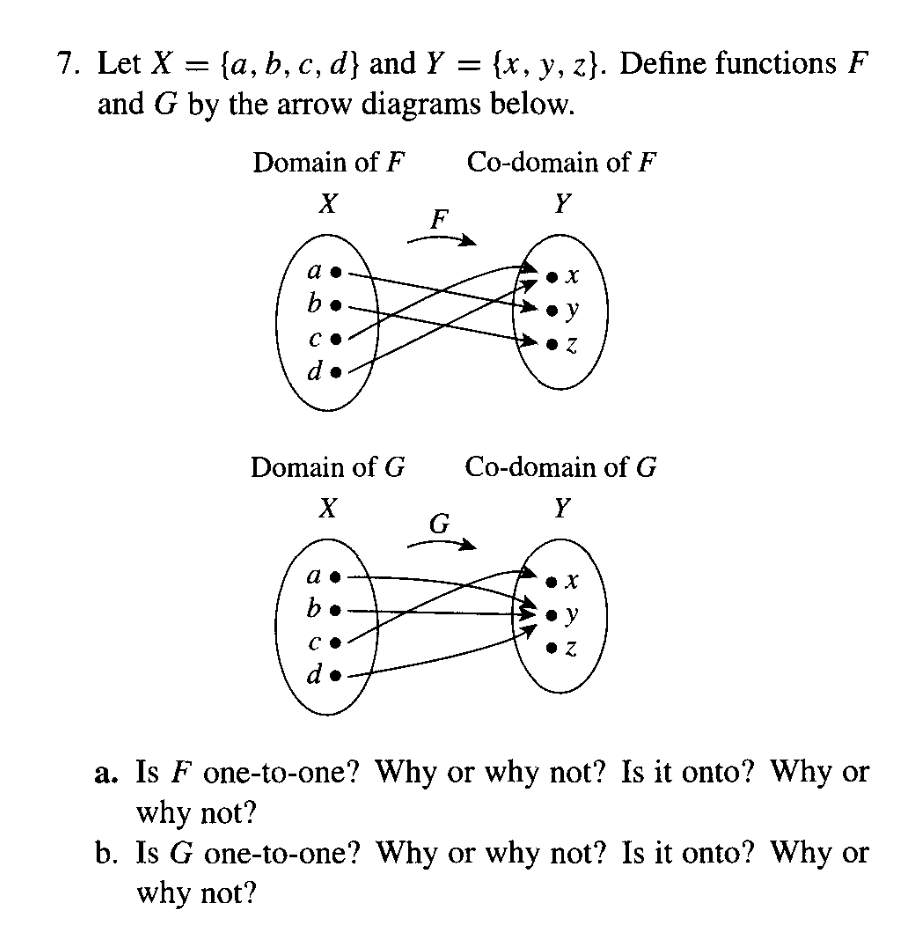 7. Let X = {a, b, c, d} and Y = {x, y, z}. Define functions F
and G by the arrow diagrams below.
Domain of F Co-domain of F
X Y
F
a x
b y
c z
d
Domain of G Co-domain of G
X Y
G
a x
b y
c z
d
a. Is F one-to-one? Why or why not? Is it onto? Why or
why not?
b. Is G one-to-one? Why or why not? Is it onto? Why or
why not?